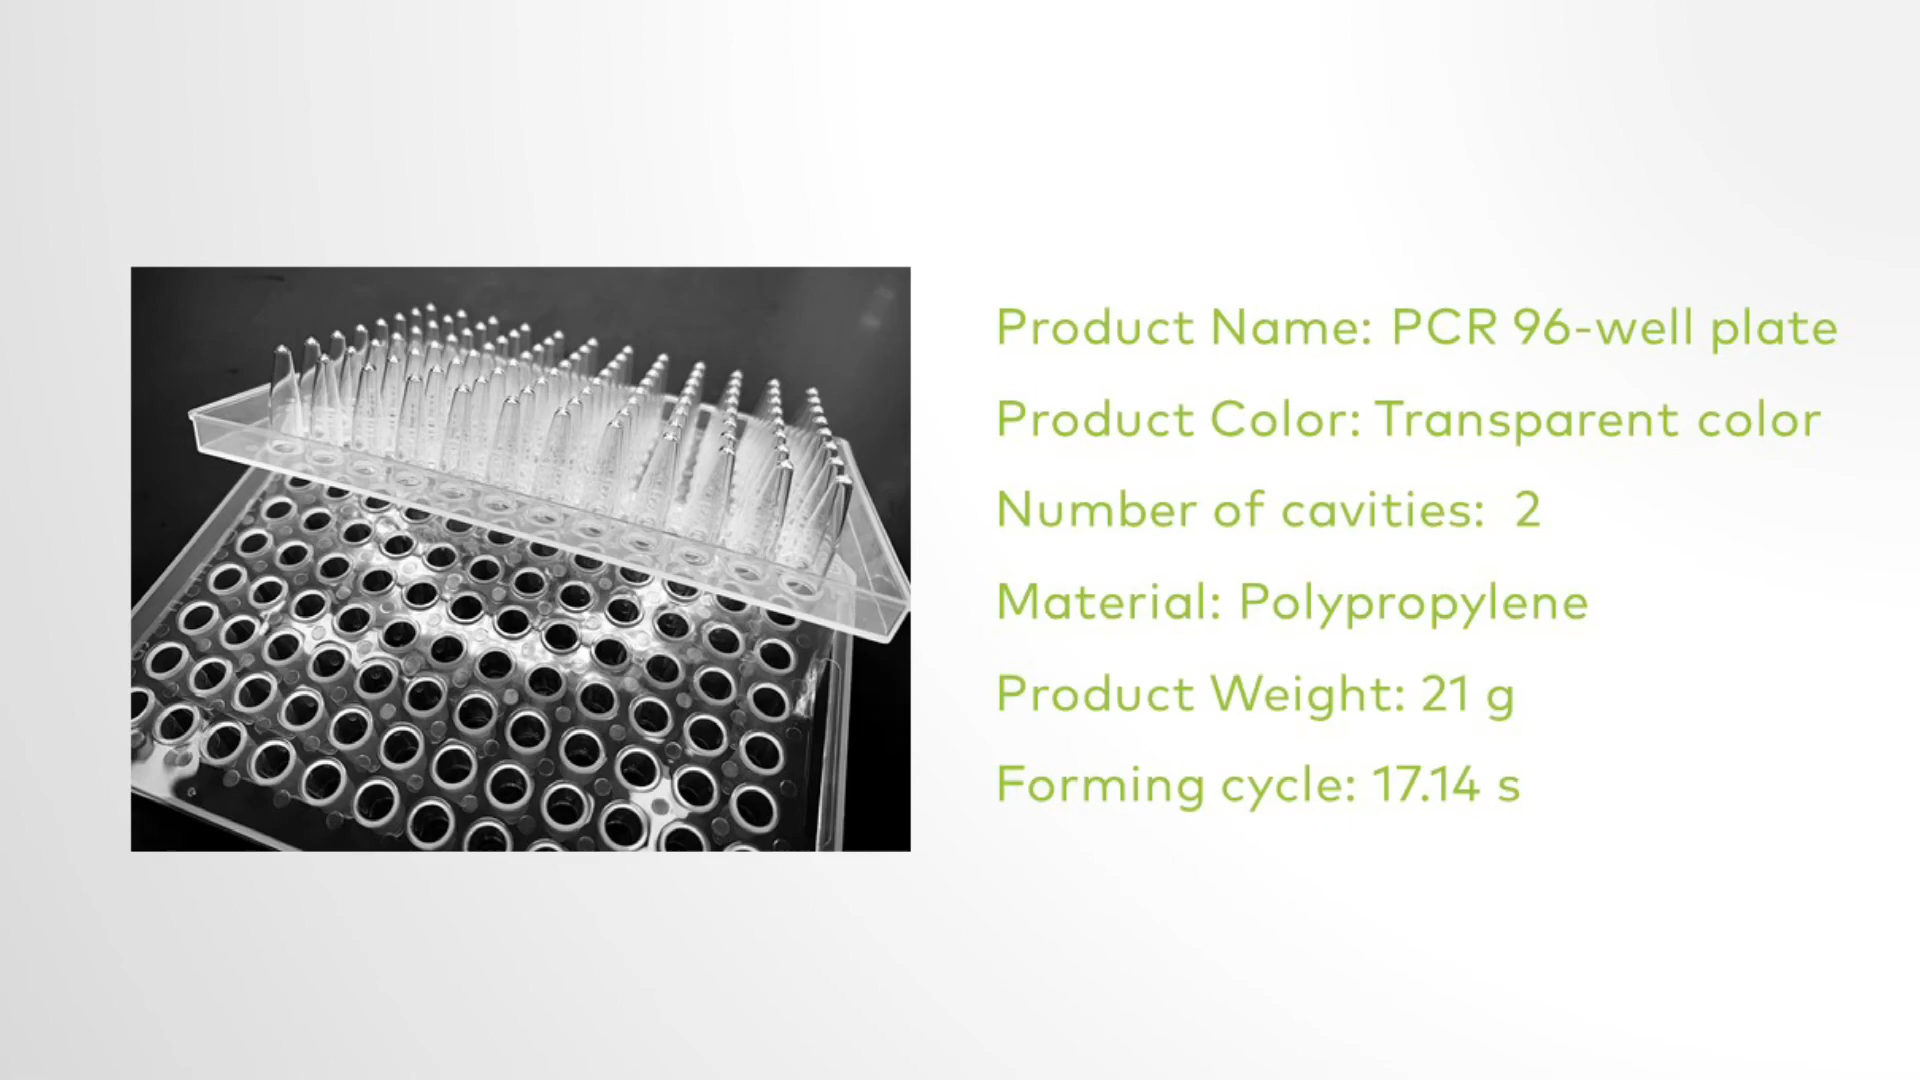 Product Name: PCR 96-well plate
Product Color: Transparent color
Number of cavities: 2
Material: Polypropylene
Product Weight: 21 g
Forming cycle: 17.14 s